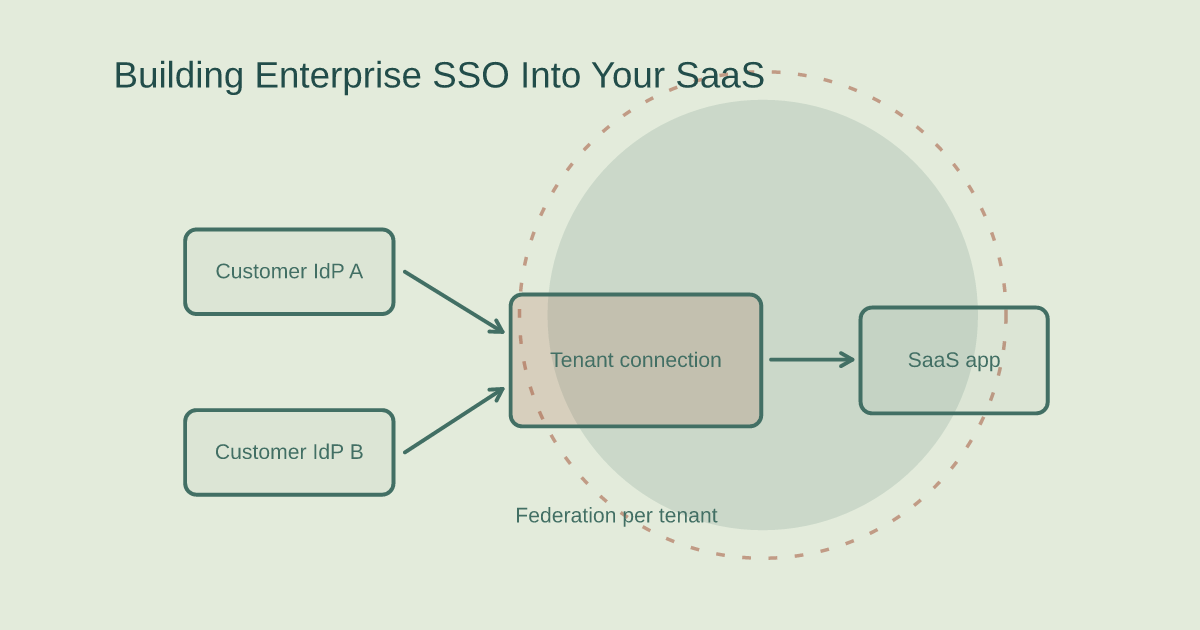 Building Enterprise SSO Into Your SaaS
Customer IdP A
Tenant connection
SaaS app
Customer IdP B
Federation per tenant